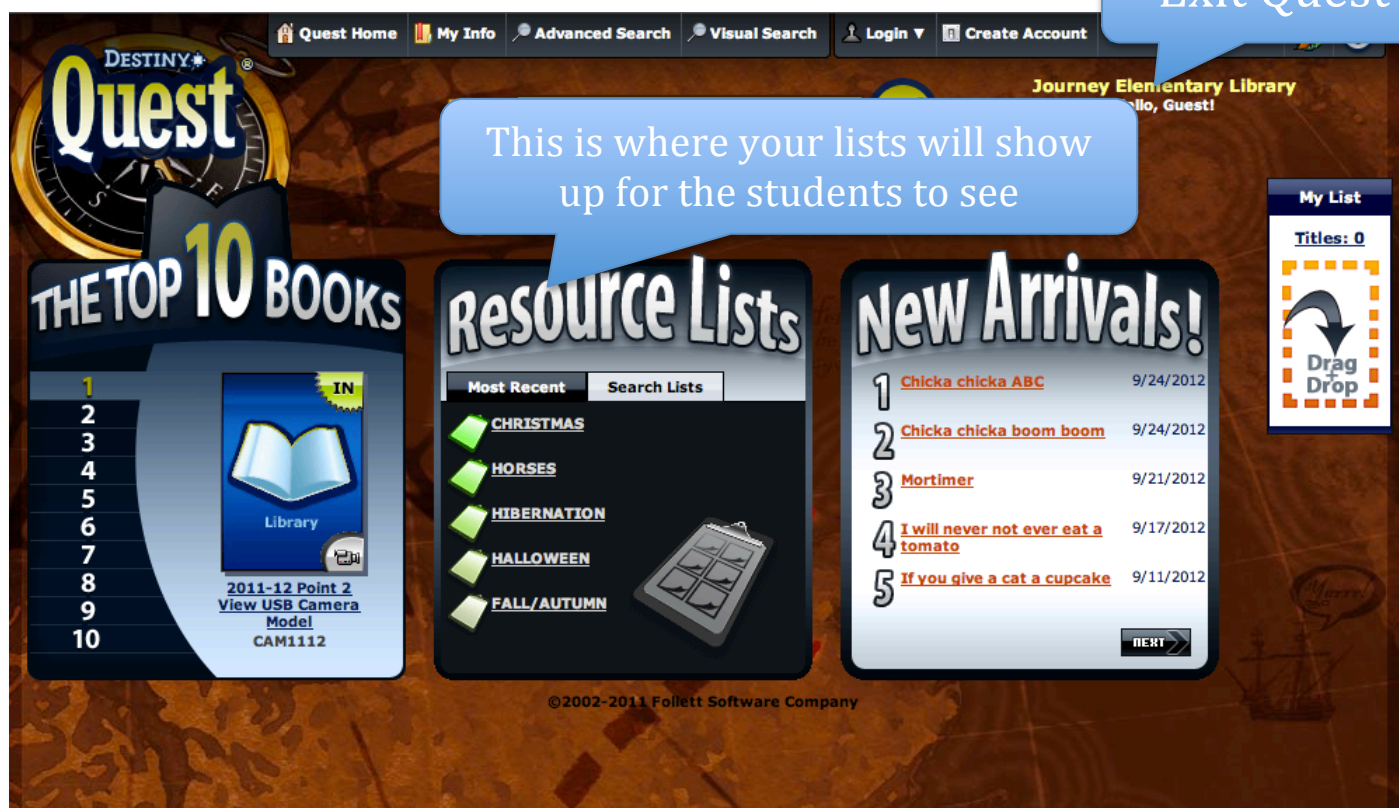 Exit Quest
Quest Home My Info Advanced Search Visual Search Login ▼ Create Account
DESTINY
Quest®
Journey Elementary Library
Guest!
This is where your lists will show
up for the students to see
My List
Titles: 0
Drag
+
Drop
THE TOP 10 BOOKS
1
2
3
4
5
6
7
8
9
10
IN
Library
2011-12 Point 2
View USB Camera
Model
CAM1112
Resource Lists
Most Recent Search Lists
CHRISTMAS
HORSES
HIBERNATION
HALLOWEEN
FALL/AUTUMN
New Arrivals!
1 Chicka chicka ABC 9/24/2012
2 Chicka chicka boom boom 9/24/2012
3 Mortimer 9/21/2012
4 I will never not ever eat a 9/17/2012
tomato
5 If you give a cat a cupcake 9/11/2012
NEXT
©2002-2011 Follett Software Company